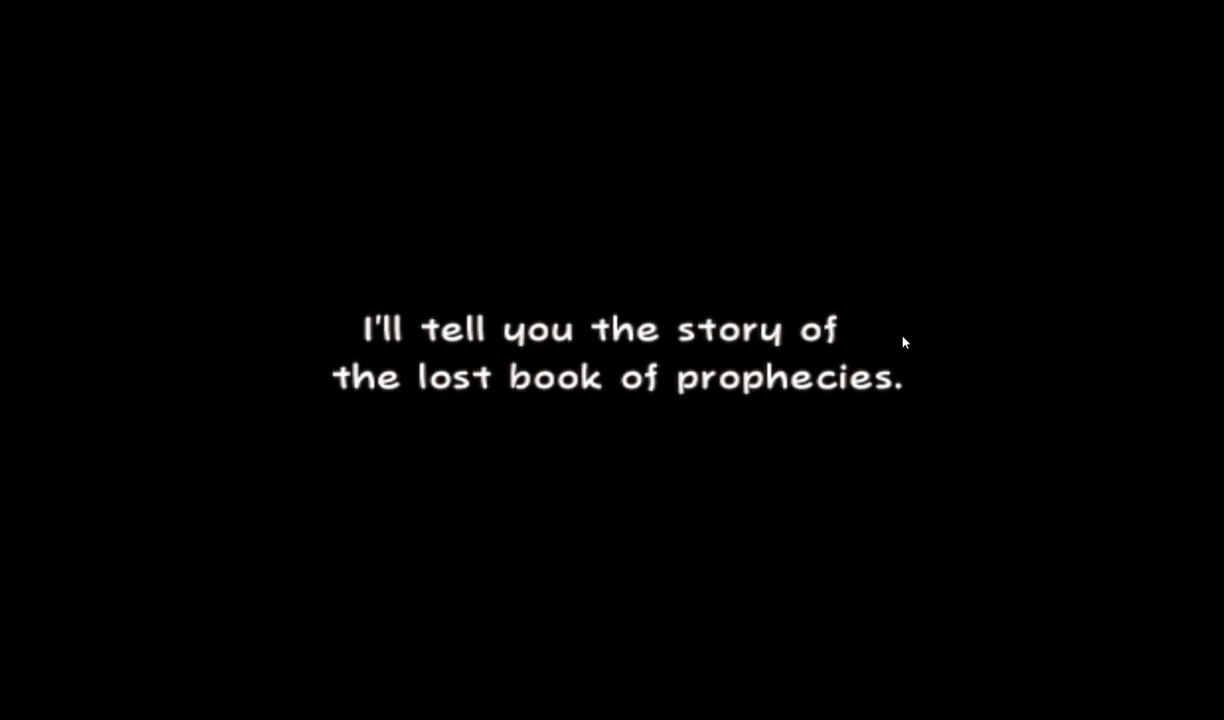 I'll tell you the story of
the lost book of prophecies.